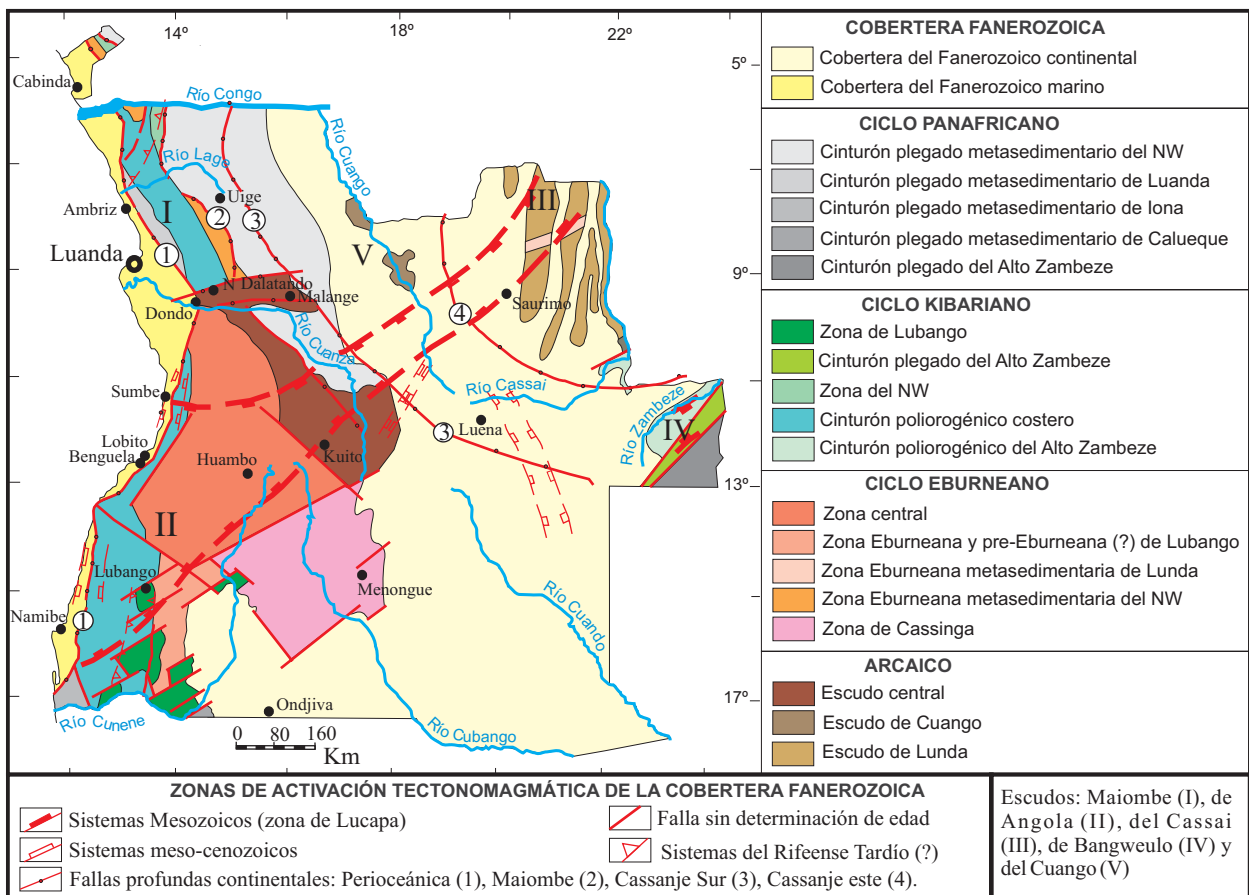 14º
18º
22º
5º
9º
13º
17º
Cabinda
Río Congo
Río Cuango
Río Lage
Uige
Ambriz
I
2
3
III
Luanda
1
V
N Dalatando
Malange
Dondo
Saurimo
4
Río Cuanza
Sumbe
Río Cassai
Río Zambeze
IV
Lobito
Benguela
Huambo
Kuito
3
Luena
II
Lubango
Menongue
Namibe
1
Río Cuando
Ondjiva
Río Cunene
Río Cubango
0 80 160
Km
COBERTERA FANEROZOICA
Cobertera del Fanerozoico continental
Cobertera del Fanerozoico marino
CICLO PANAFRICANO
Cinturón plegado metasedimentario del NW
Cinturón plegado metasedimentario de Luanda
Cinturón plegado metasedimentario de Iona
Cinturón plegado metasedimentario de Calueque
Cinturón plegado del Alto Zambeze
CICLO KIBARIANO
Zona de Lubango
Cinturón plegado del Alto Zambeze
Zona del NW
Cinturón poliorogénico costero
Cinturón poliorogénico del Alto Zambeze
CICLO EBURNEANO
Zona central
Zona Eburneana y pre-Eburneana (?) de Lubango
Zona Eburneana metasedimentaria de Lunda
Zona Eburneana metasedimentaria del NW
Zona de Cassinga
ARCAICO
Escudo central
Escudo de Cuango
Escudo de Lunda
ZONAS DE ACTIVACIÓN TECTONOMAGMÁTICA DE LA COBERTERA FANEROZOICA
Sistemas Mesozoicos (zona de Lucapa)
Falla sin determinación de edad
Sistemas meso-cenozoicos
Sistemas del Rifeense Tardío (?)
Fallas profundas continentales: Perioceánica (1), Maiombe (2), Cassanje Sur (3), Cassanje este (4).
Escudos: Maiombe (I), de
Angola (II), del Cassai
(III), de Bangweulo (IV) y
del Cuango (V)